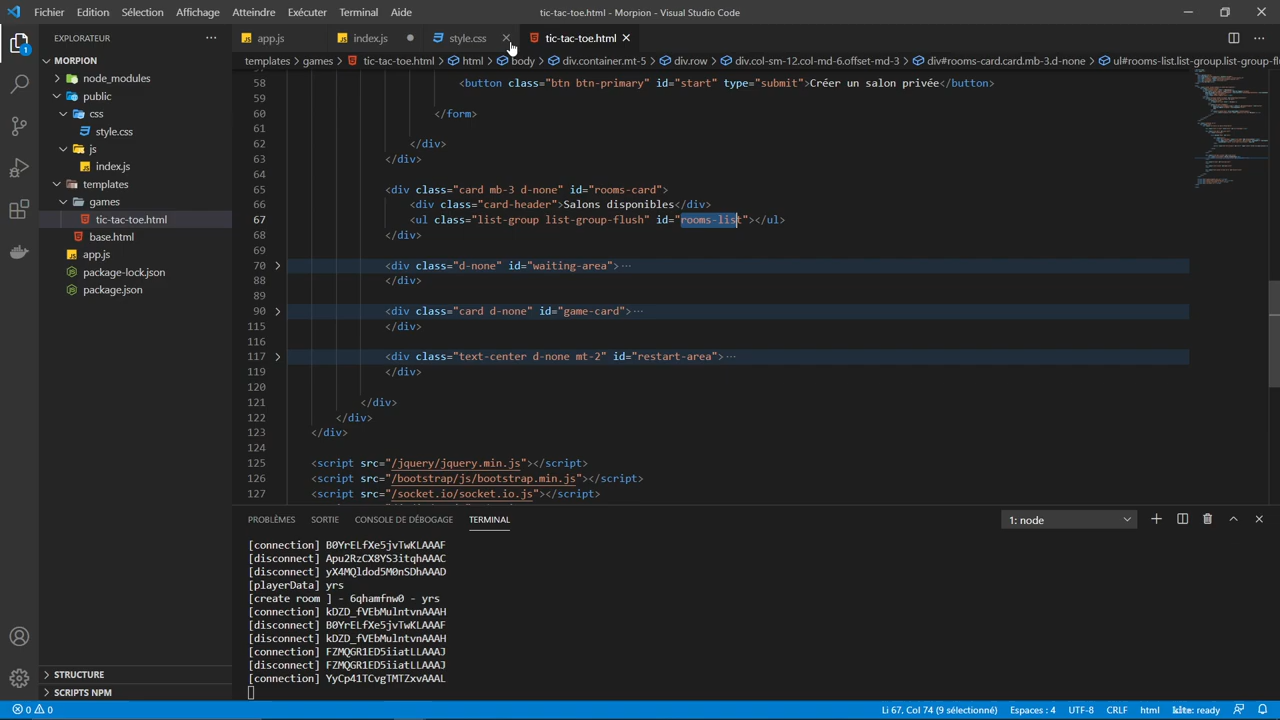 Fichier Edition Sélection Affichage Atteindre Exécuter Terminal Aide
tic-tac-toe.html - Morpion - Visual Studio Code
EXPLORATEUR
MORPION
node_modules
public
css
style.css
js
index.js
templates
games
tic-tac-toe.html
base.html
app.js
package-lock.json
package.json
STRUCTURE
SCRIPTS NPM
app.js index.js style.css tic-tac-toe.html
templates > games > tic-tac-toe.html > html > body > div.container.mt-5 > div.row > div.col-sm-12.col-md-6.offset-md-3 > div#rooms-card.card.mb-3.d-none > ul#rooms-list.list-group.list-group-fl
58 <button class="btn btn-primary" id="start" type="submit">Créer un salon privée</button>
59
60 </form>
61
62 </div>
63 </div>
64
65 <div class="card mb-3 d-none" id="rooms-card">
66 <div class="card-header">Salons disponibles</div>
67 <ul class="list-group list-group-flush" id="rooms-list"></ul>
68 </div>
69
70 <div class="d-none" id="waiting-area">···
88 </div>
89
90 <div class="card d-none" id="game-card">···
115 </div>
116
117 <div class="text-center d-none mt-2" id="restart-area">···
119 </div>
120
121 </div>
122 </div>
123 </div>
124
125 <script src="/jquery/jquery.min.js"></script>
126 <script src="/bootstrap/js/bootstrap.min.js"></script>
127 <script src="/socket.io/socket.io.js"></script>
PROBLÈMES SORTIE CONSOLE DE DÉBOGAGE TERMINAL
1: node
[connection] B0YrELfXe5jvTwKLAAAF
[disconnect] Apu2RzCX8YS3itqhAAAC
[disconnect] yX4MQldod5M0nSDhAAAD
[playerData] yrs
[create room ] - 6qhamfnw0 - yrs
[connection] kDZD_fVEbMulntvnAAAH
[disconnect] B0YrELfXe5jvTwKLAAAF
[disconnect] kDZD_fVEbMulntvnAAAH
[connection] FZMQGR1ED5iiatLLAAAJ
[disconnect] FZMQGR1ED5iiatLLAAAJ
[connection] YyCp41TCvgTMTZxvAAAL
0 0
Li 67, Col 74 (9 sélectionné) Espaces : 4 UTF-8 CRLF html kite: ready